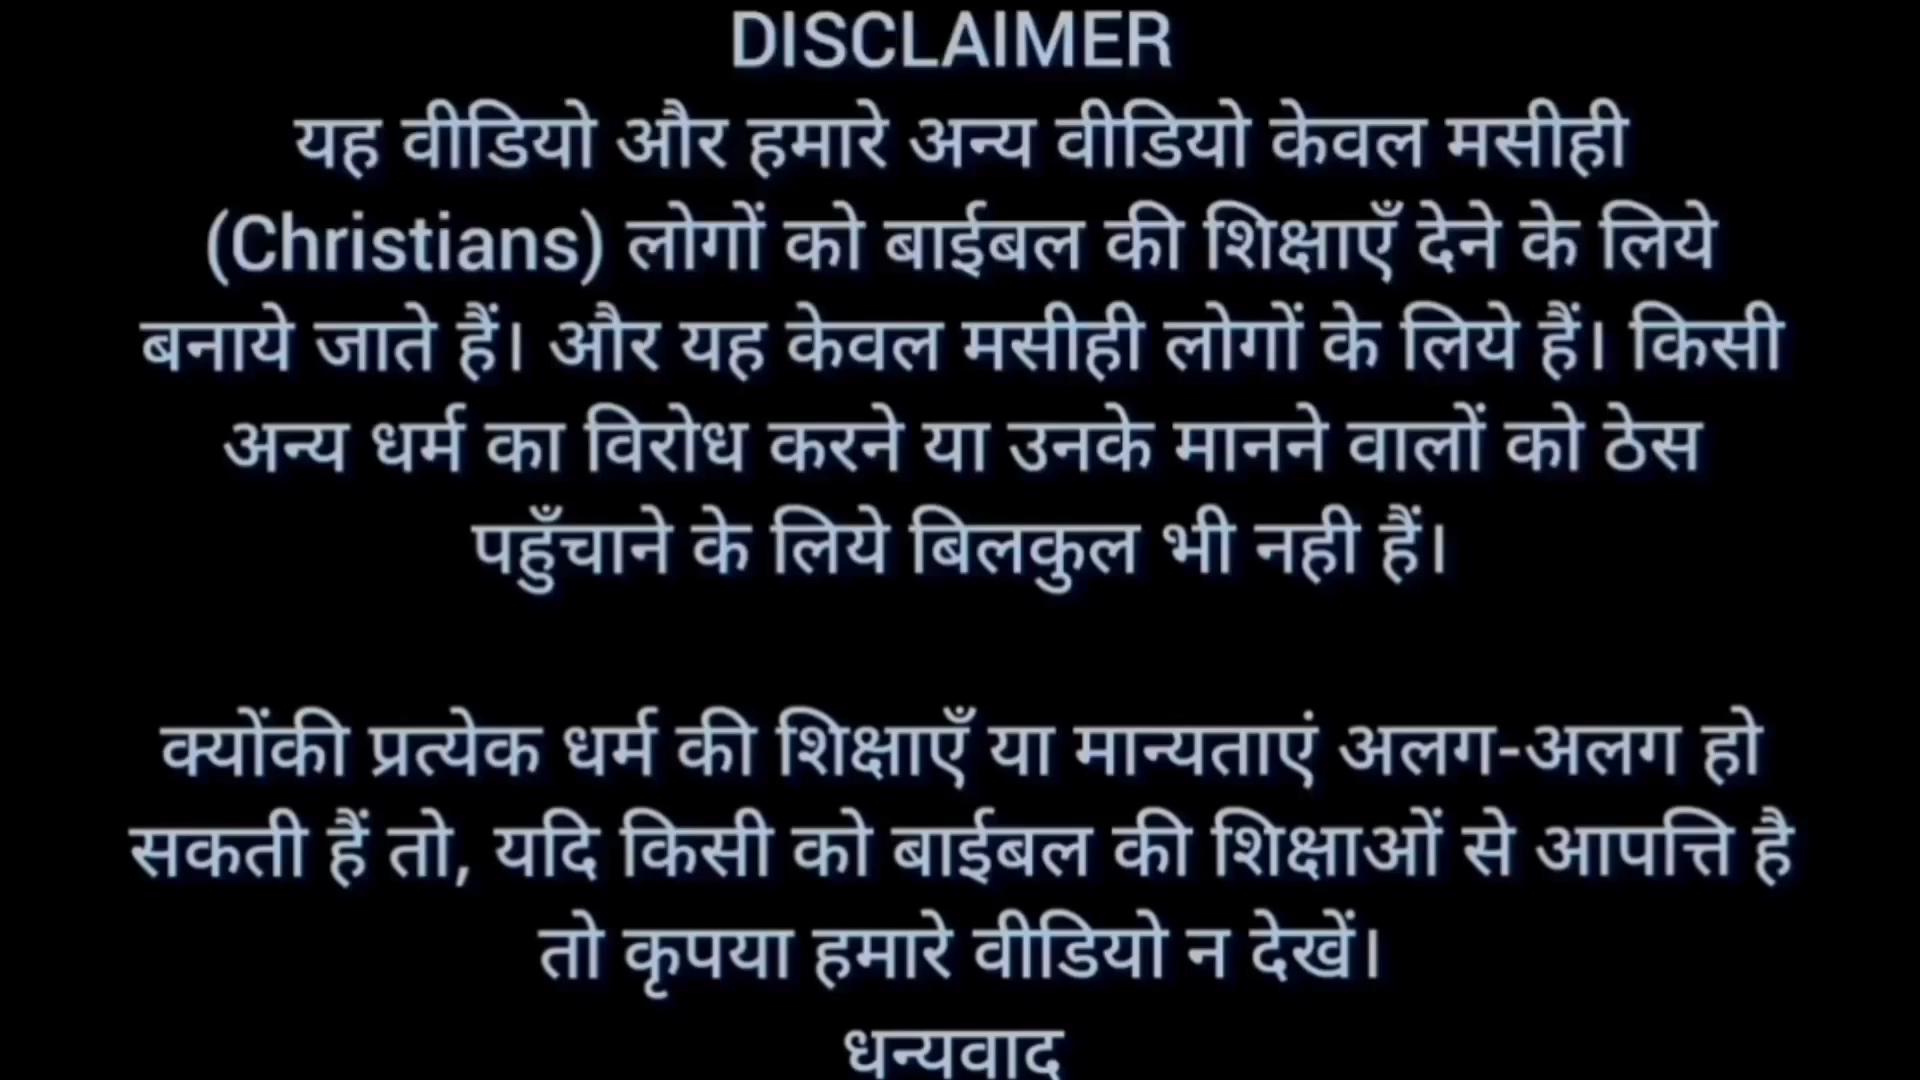 DISCLAIMER
यह वीडियो और हमारे अन्य वीडियो केवल मसीही
(Christians) लोगों को बाईबल की शिक्षाएँ देने के लिये
बनाये जाते हैं। और यह केवल मसीही लोगों के लिये हैं। किसी
अन्य धर्म का विरोध करने या उनके मानने वालों को ठेस
पहुँचाने के लिये बिलकुल भी नही हैं।
क्योंकी प्रत्येक धर्म की शिक्षाएँ या मान्यताएं अलग-अलग हो
सकती हैं तो, यदि किसी को बाईबल की शिक्षाओं से आपत्ति है
तो कृपया हमारे वीडियो न देखें।
धन्यवाद